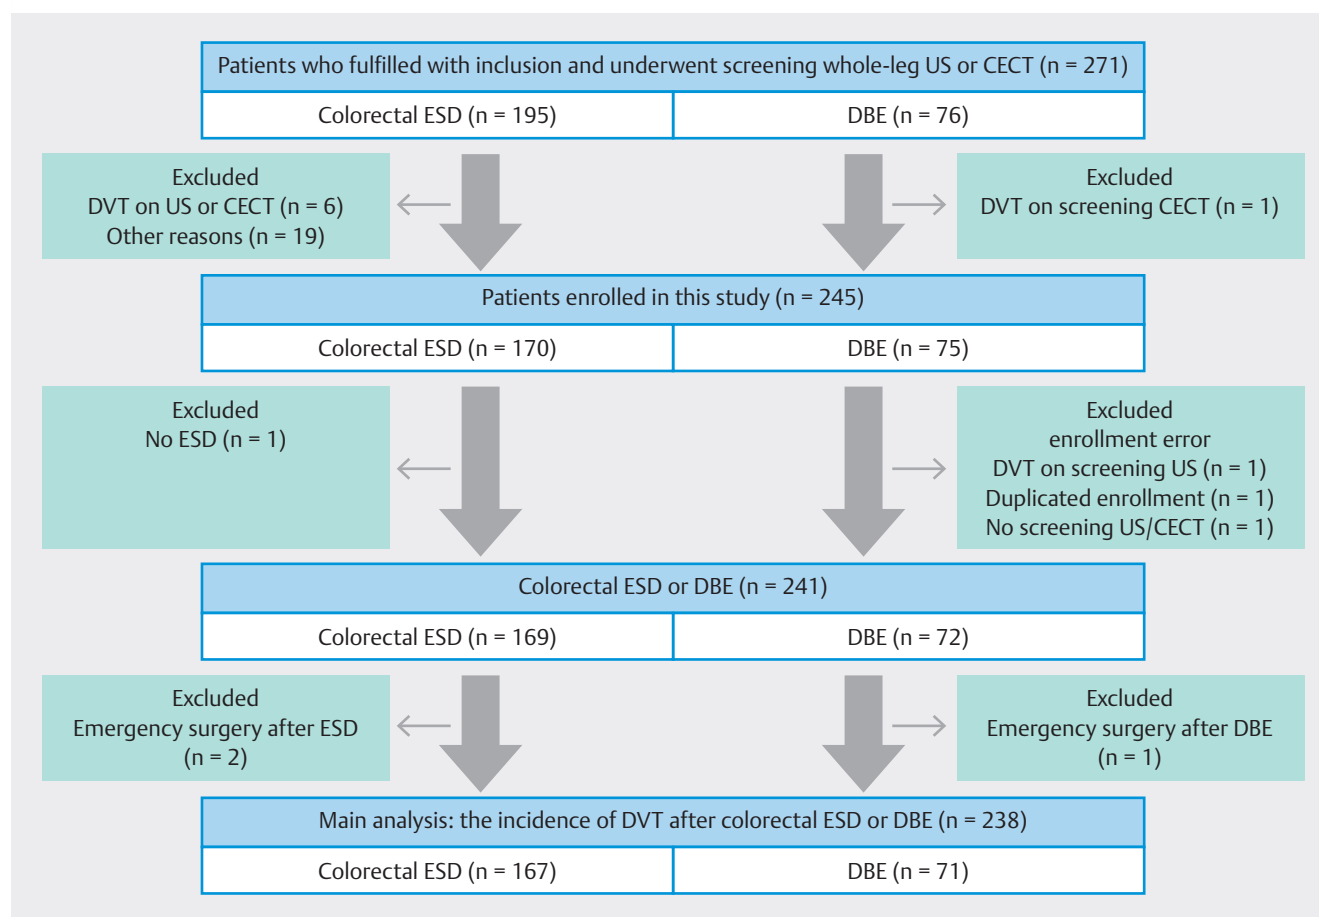 Patients who fulfilled with inclusion and underwent screening whole-leg US or CECT (n = 271)
Colorectal ESD (n = 195)
DBE (n = 76)
Excluded
DVT on US or CECT (n = 6)
Other reasons (n = 19)
Excluded
DVT on screening CECT (n = 1)
Patients enrolled in this study (n = 245)
Colorectal ESD (n = 170)
DBE (n = 75)
Excluded
No ESD (n = 1)
Excluded
enrollment error
DVT on screening US (n = 1)
Duplicated enrollment (n = 1)
No screening US/CECT (n = 1)
Colorectal ESD or DBE (n = 241)
Colorectal ESD (n = 169)
DBE (n = 72)
Excluded
Emergency surgery after ESD
(n = 2)
Excluded
Emergency surgery after DBE
(n = 1)
Main analysis: the incidence of DVT after colorectal ESD or DBE (n = 238)
Colorectal ESD (n = 167)
DBE (n = 71)